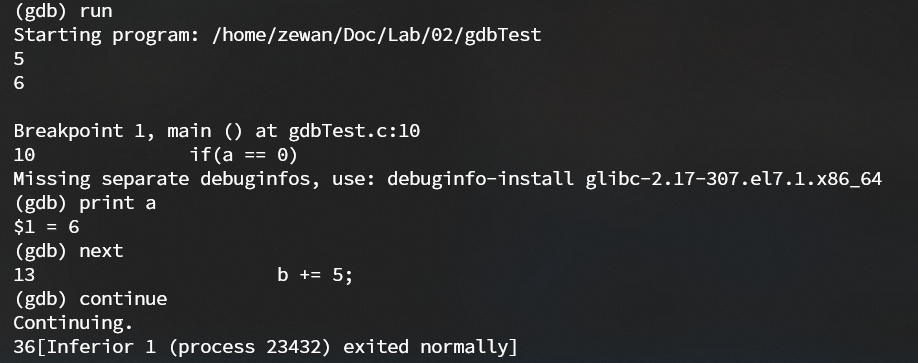 (gdb) run
Starting program: /home/zewan/Doc/Lab/02/gdbTest
5
6
Breakpoint 1, main () at gdbTest.c:10
10              if(a == 0)
Missing separate debuginfos, use: debuginfo-install glibc-2.17-307.el7.1.x86_64
(gdb) print a
$1 = 6
(gdb) next
13                      b += 5;
(gdb) continue
Continuing.
36[Inferior 1 (process 23432) exited normally]